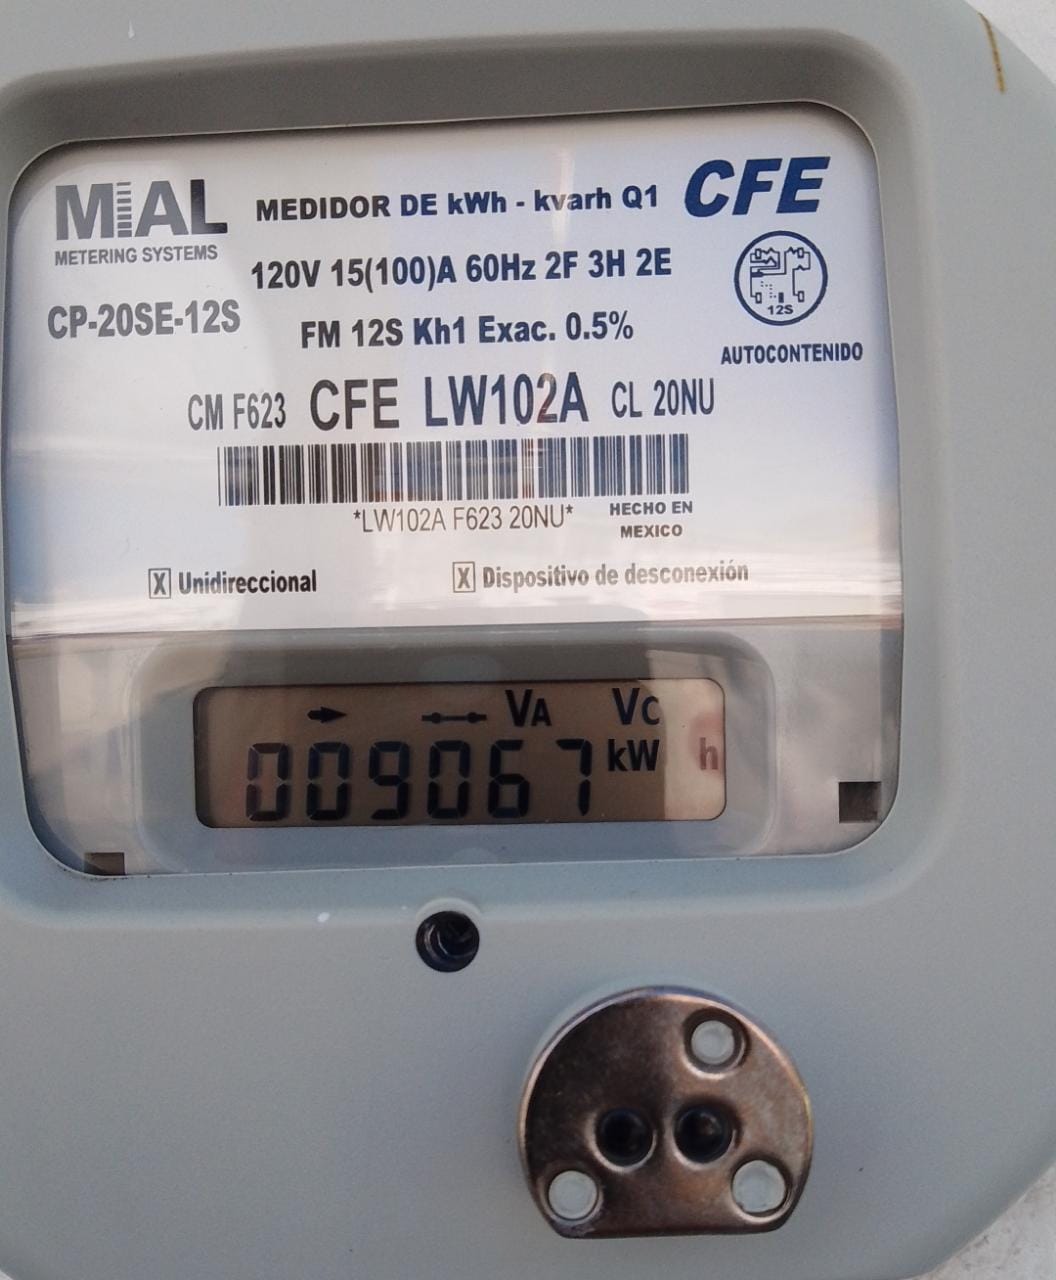 MIAL
METERING SYSTEMS
MEDIDOR DE kWh - kvarh Q1
CFE
120V 15(100)A 60Hz 2F 3H 2E
CP-20SE-12S
FM 12S Kh1 Exac. 0.5%
12S
AUTOCONTENIDO
CM F623 CFE LW102A CL 20NU
*LW102A F623 20NU*
HECHO EN
MEXICO
X Unidireccional
X Dispositivo de desconexión
VA VC
009067 kW h